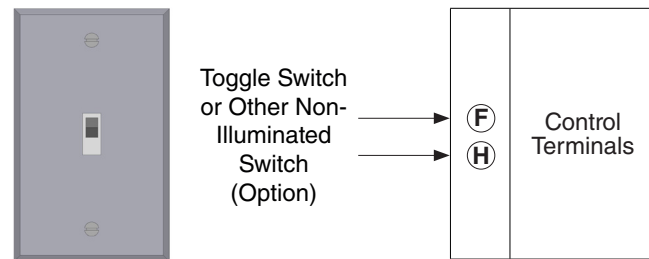 Toggle Switch
or Other Non-
Illuminated
Switch
(Option)
F
H
Control
Terminals